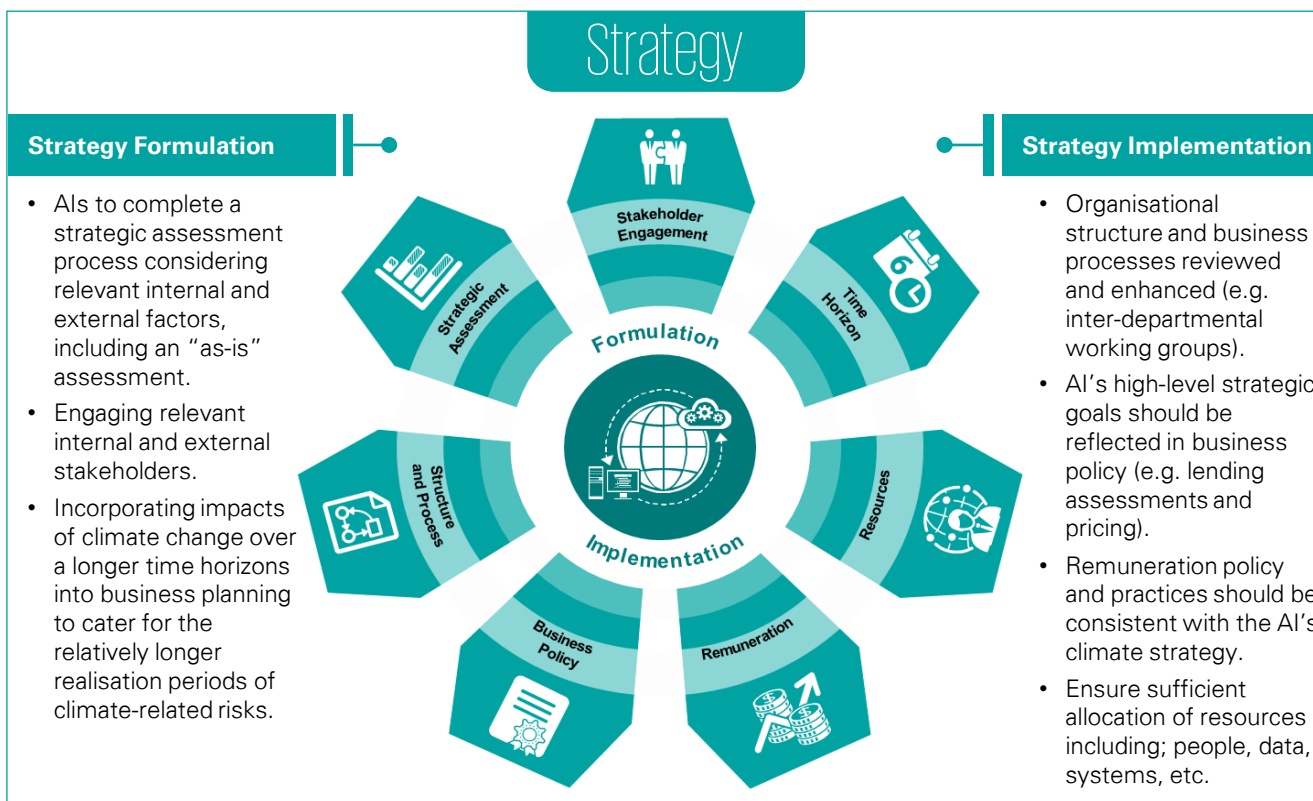 Strategy
Strategy Formulation
• AIs to complete a
strategic assessment
process considering
relevant internal and
external factors,
including an “as-is”
assessment.
• Engaging relevant
internal and external
stakeholders.
• Incorporating impacts
of climate change over
a longer time horizons
into business planning
to cater for the
relatively longer
realisation periods of
climate-related risks.
Stakeholder
Engagement
Strategic
Assessment
Time
Horizon
6
Formulation
Structure
and Process
Resources
Implementation
Business
Policy
Remuneration
Strategy Implementation
• Organisational
structure and business
processes reviewed
and enhanced (e.g.
inter-departmental
working groups).
• AI’s high-level strategic
goals should be
reflected in business
policy (e.g. lending
assessments and
pricing).
• Remuneration policy
and practices should be
consistent with the AI’s
climate strategy.
• Ensure sufficient
allocation of resources
including; people, data,
systems, etc.